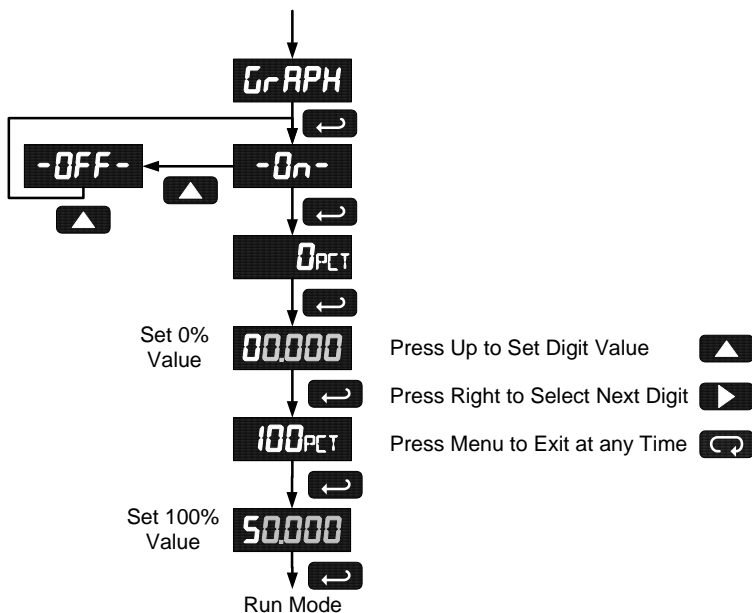 GrAPH
-OFF-
-On-
0PCT
Set 0%
Value
00.000
Press Up to Set Digit Value
Press Right to Select Next Digit
100PCT
Press Menu to Exit at any Time
Set 100%
Value
50.000
Run Mode